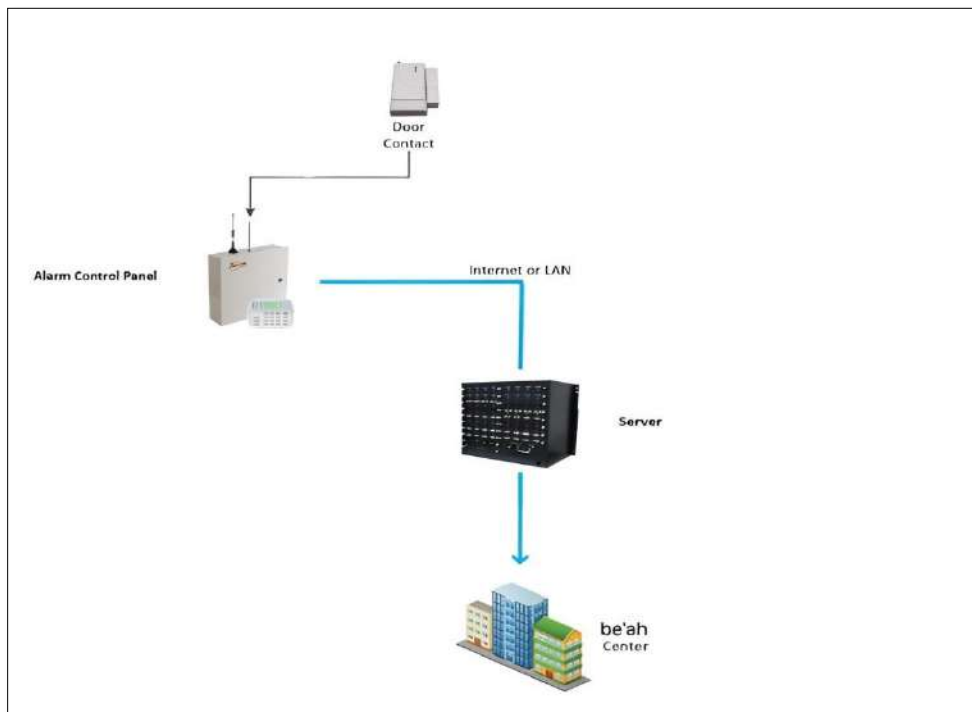 Door
Contact
Alarm Control Panel
Internet or LAN
Server
be'ah
Center